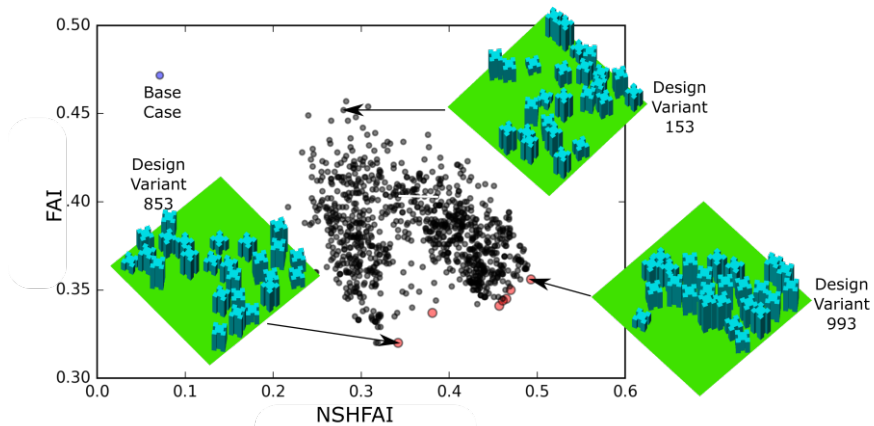 0.50
0.45
0.40
0.35
0.30
FAI
0.0
0.1
0.2
0.3
0.4
0.5
0.6
NSHFAI
Base
Case
Design
Variant
153
Design
Variant
853
Design
Variant
993